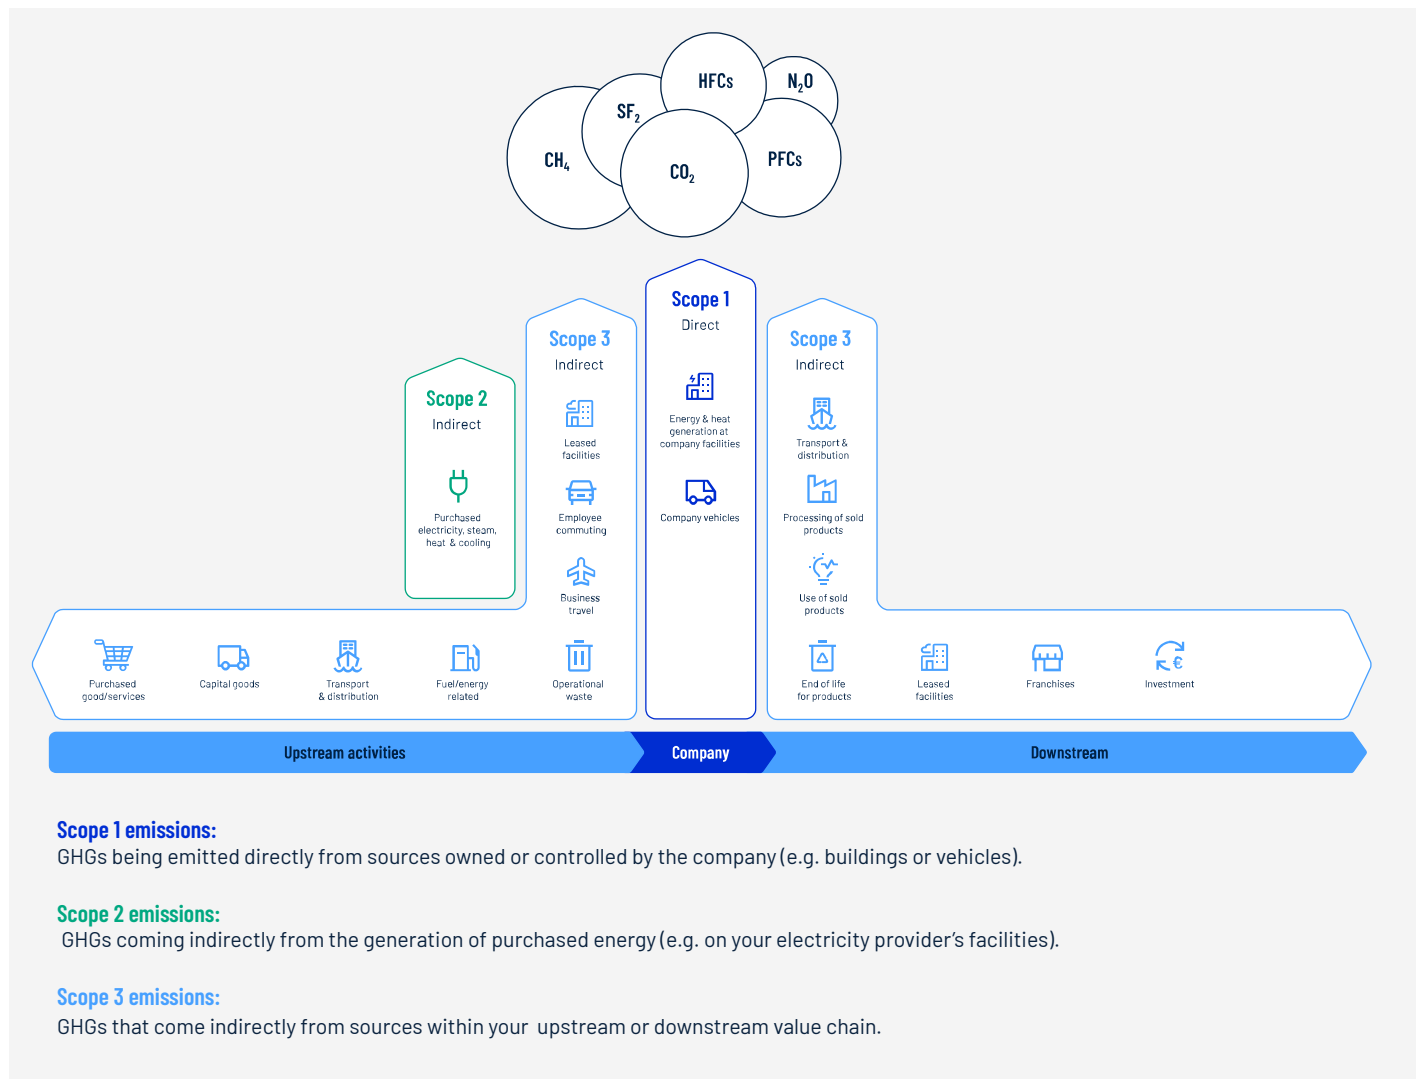 HFCs
N₂O
SF₂
CH₄
CO₂
PFCs
Scope 1
Direct
Energy & heat
generation at
company facilities
Company vehicles
Scope 2
Indirect
Purchased
electricity, steam,
heat & cooling
Scope 3
Indirect
Leased
facilities
Employee
commuting
Business
travel
Scope 3
Indirect
Transport &
distribution
Processing of sold
products
Use of sold
products
Purchased
good/services
Capital goods
Transport
& distribution
Fuel/energy
related
Operational
waste
End of life
for products
Leased
facilities
Franchises
€
Investment
Upstream activities
Company
Downstream
Scope 1 emissions:
GHGs being emitted directly from sources owned or controlled by the company (e.g. buildings or vehicles).
Scope 2 emissions:
GHGs coming indirectly from the generation of purchased energy (e.g. on your electricity provider’s facilities).
Scope 3 emissions:
GHGs that come indirectly from sources within your upstream or downstream value chain.